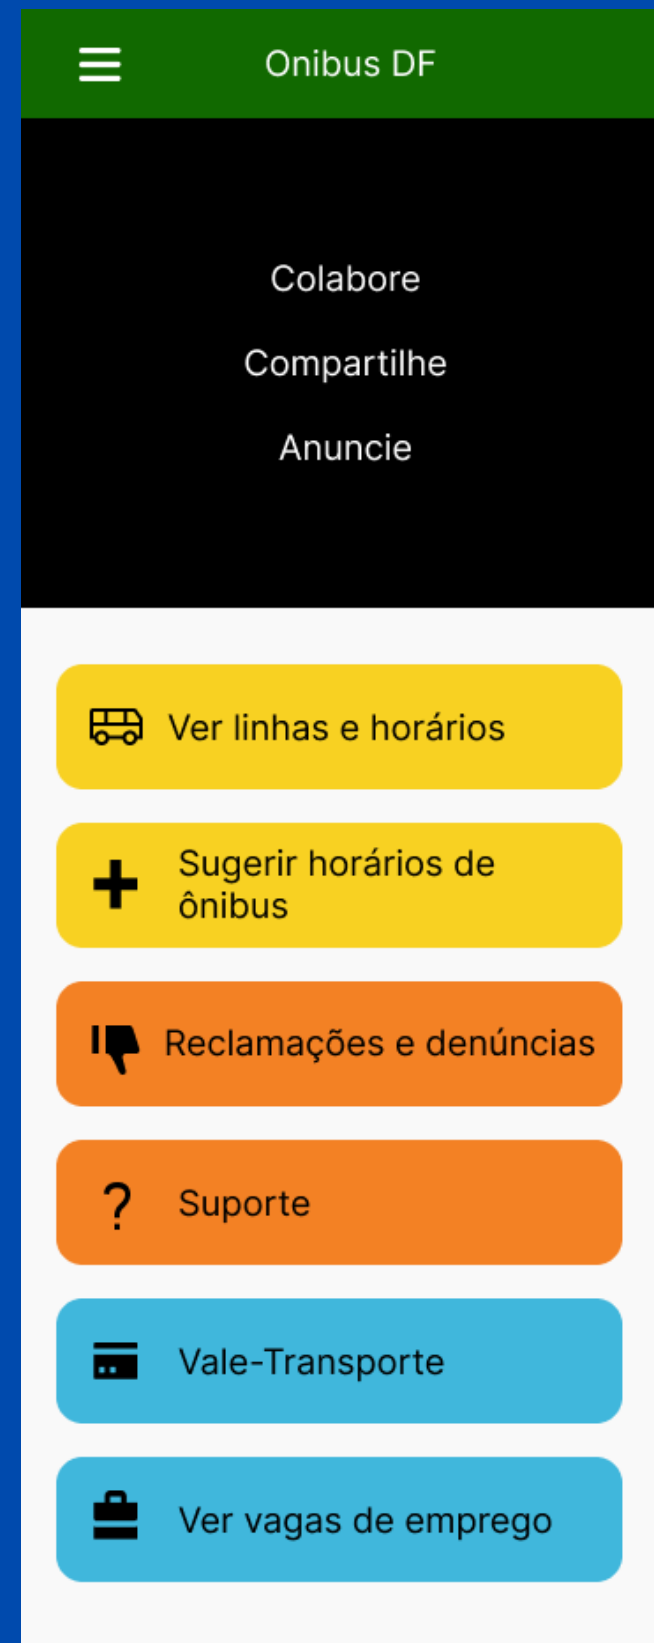 Onibus DF
Colabore
Compartilhe
Anuncie
Ver linhas e horários
Sugerir horários de
ônibus
Reclamações e denúncias
? Suporte
Vale-Transporte
Ver vagas de emprego